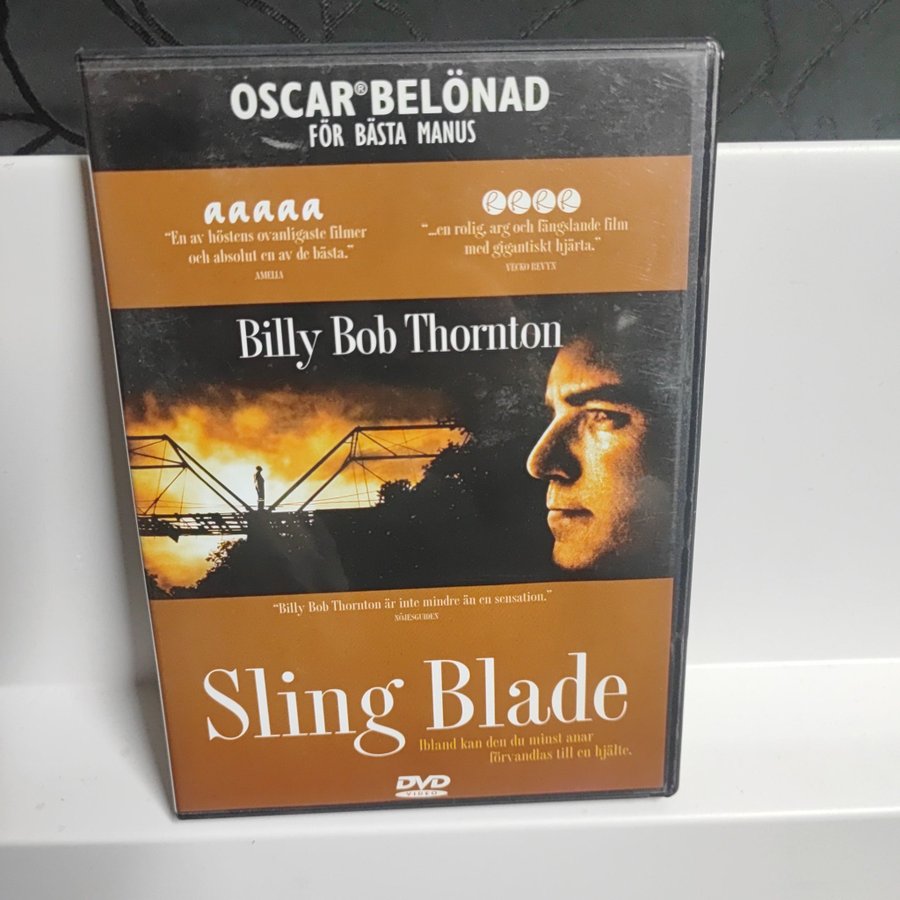 OSCAR® BELÖNAD
FÖR BÄSTA MANUS
aaaaa
"En av höstens ovanligaste filmer
och absolut en av de bästa."
AMELIA
RRRR
"...en rolig, arg och fängslande film
med gigantiskt hjärta."
VECKO REVYN
Billy Bob Thornton
"Billy Bob Thornton är inte mindre än en sensation."
NÖJESGUIDEN
Sling Blade
Ibland kan den du minst anar
förvandlas till en hjälte.
DVD
VIDEO